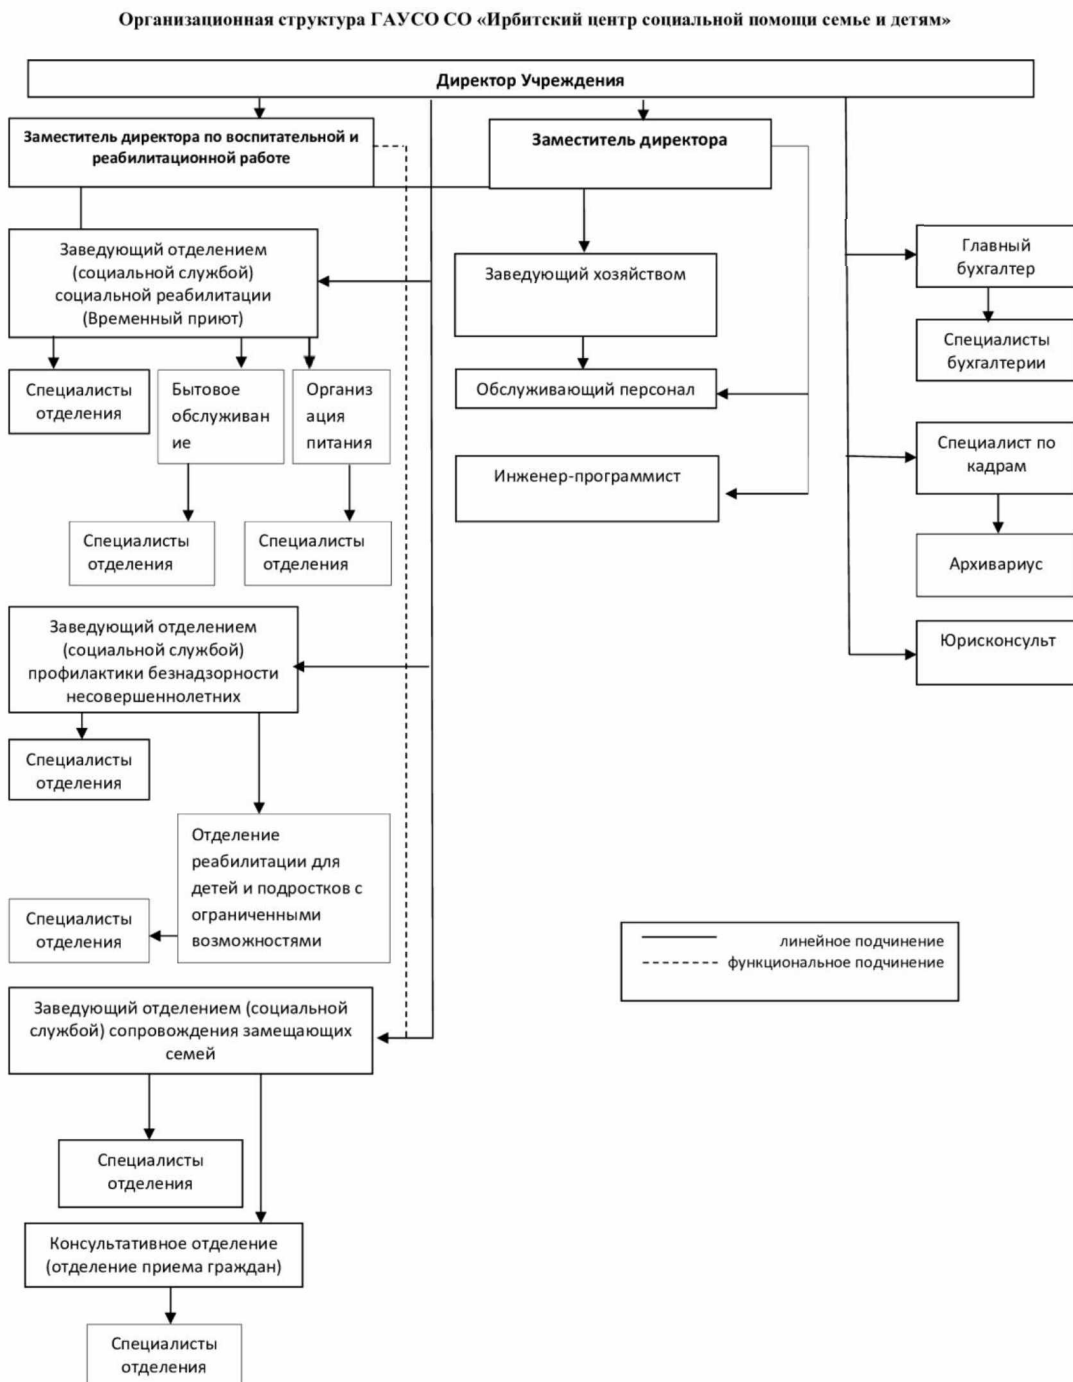 Организационная структура ГАУСО СО «Ирбитский центр социальной помощи семье и детям»
Директор Учреждения
Заместитель директора по воспитательной и
реабилитационной работе
Заместитель директора
Заведующий отделением
(социальной службой)
социальной реабилитации
(Временный приют)
Заведующий хозяйством
Главный
бухгалтер
Специалисты
бухгалтерии
Специалисты
отделения
Бытовое
обслуживан
ие
Организ
ация
питания
Обслуживающий персонал
Специалист по
кадрам
Инженер-программист
Специалисты
отделения
Специалисты
отделения
Архивариус
Заведующий отделением
(социальной службой)
профилактики безнадзорности
несовершеннолетних
Юрисконсульт
Специалисты
отделения
Отделение
реабилитации для
детей и подростков с
ограниченными
возможностями
Специалисты
отделения
линейное подчинение
функциональное подчинение
Заведующий отделением (социальной
службой) сопровождения замещающих
семей
Специалисты
отделения
Консультативное отделение
(отделение приема граждан)
Специалисты
отделения